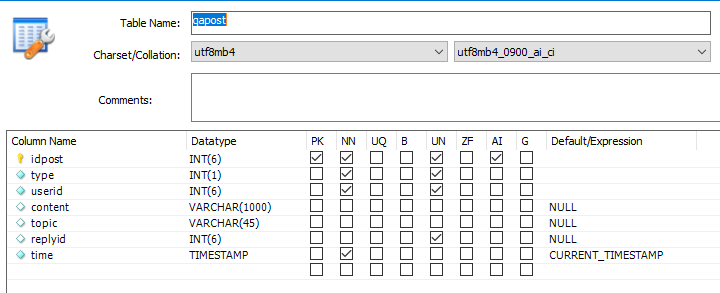 Table Name: qapost
Charset/Collation: utf8mb4 utf8mb4_0900_ai_ci
Comments:
Column Name Datatype PK NN UQ B UN ZF AI G Default/Expression
idpost INT(6)
type INT(1)
userid INT(6)
content VARCHAR(1000) NULL
topic VARCHAR(45) NULL
replyid INT(6) NULL
time TIMESTAMP CURRENT_TIMESTAMP